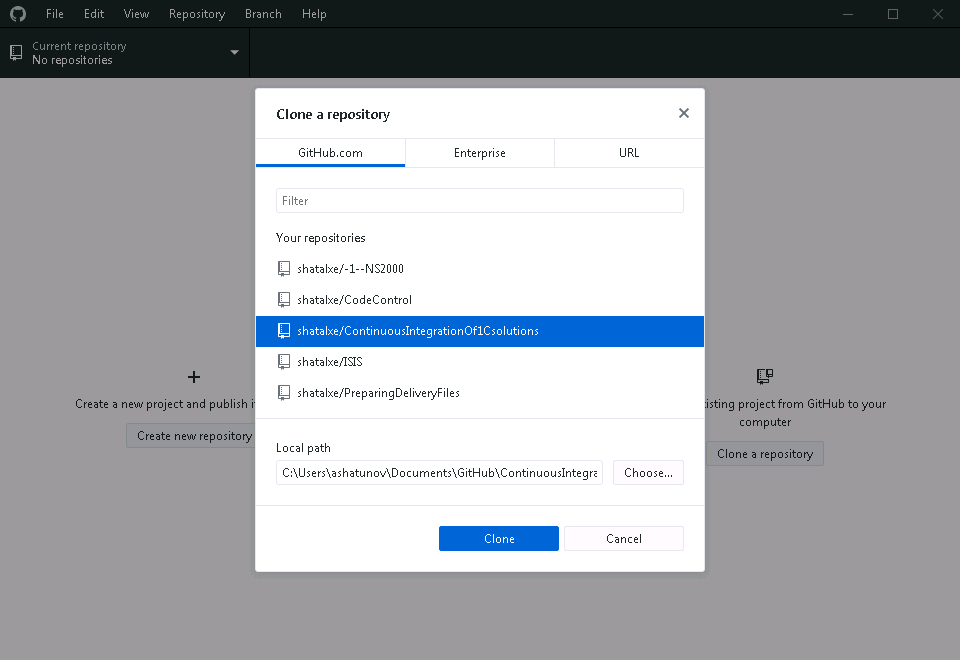 File Edit View Repository Branch Help
Current repository
No repositories
Clone a repository
GitHub.com Enterprise URL
Filter
Your repositories
shatalxe/-1--NS2000
shatalxe/CodeControl
shatalxe/ContinuousIntegrationOf1Csolutions
shatalxe/ISIS
shatalxe/PreparingDeliveryFiles
Create a new project and publish
Create new repository
project from GitHub to your
computer
Clone a repository
Local path
C:\Users\ashatunov\Documents\GitHub\ContinuousIntegra
Choose...
Clone Cancel